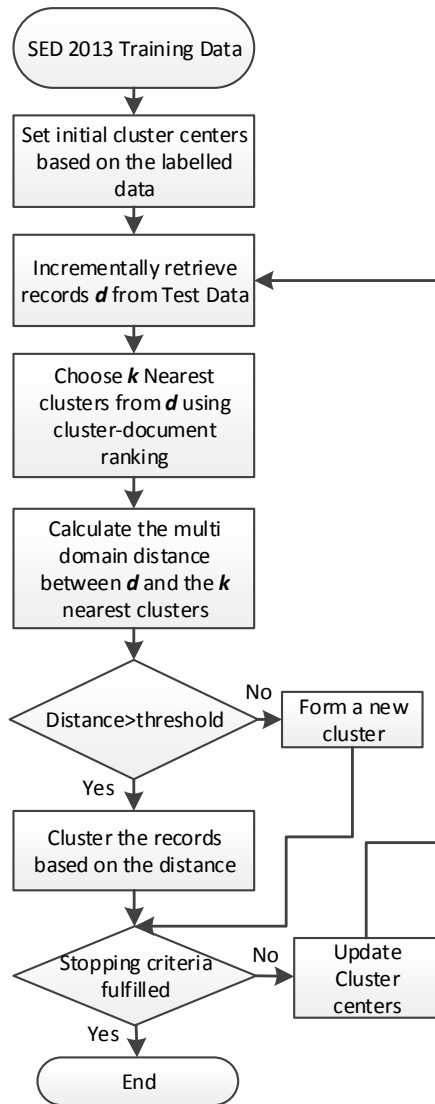 SED 2013 Training Data
Set initial cluster centers
based on the labelled
data
Incrementally retrieve
records d from Test Data
Choose k Nearest
clusters from d using
cluster-document
ranking
Calculate the multi
domain distance
between d and the k
nearest clusters
Distance>threshold
No
Form a new
cluster
Yes
Cluster the records
based on the distance
Stopping criteria
fulfilled
No
Update
Cluster
centers
Yes
End